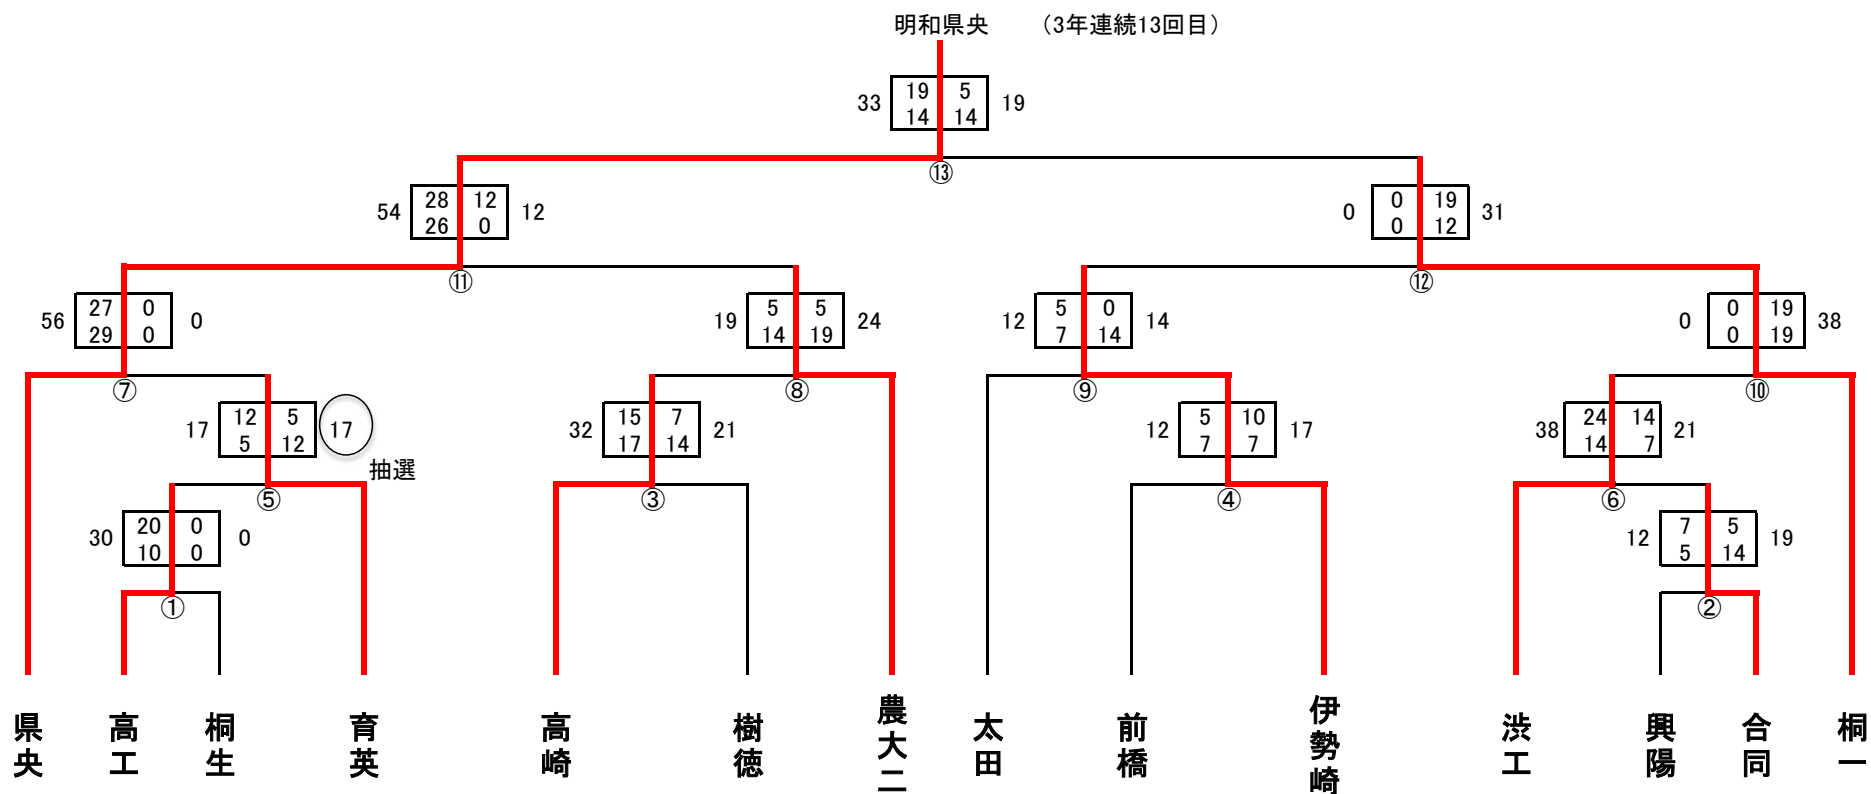 明和県央　（3年連続13回目）
33 19 5 19
14 14
⑬
54 28 12 12
26 0
0 0 19 31
0 12
⑪ ⑫
56 27 0 0
29 0
19 5 5 24
14 19
12 5 0 14
7 14
0 0 19 38
0 19
⑦ ⑧ ⑨ ⑩
17 12 5 17
5 12
抽選
32 15 7 21
17 14
12 5 10 17
7 7
38 24 14 21
14 7
⑤ ③ ④ ⑥
30 20 0 0
10 0
12 7 5 19
5 14
① ②
県央
高工
桐生
育英
高崎
樹徳
農大二
太田
前橋
伊勢崎
渋工
興陽
合同
桐一